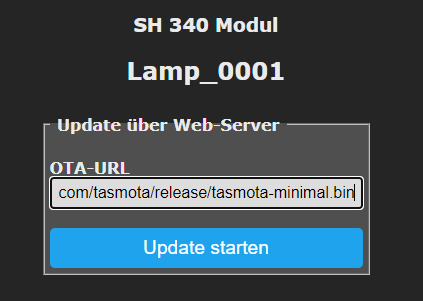 SH 340 Modul
Lamp_0001
Update über Web-Server
OTA-URL
com/tasmota/release/tasmota-minimal.bin
Update starten